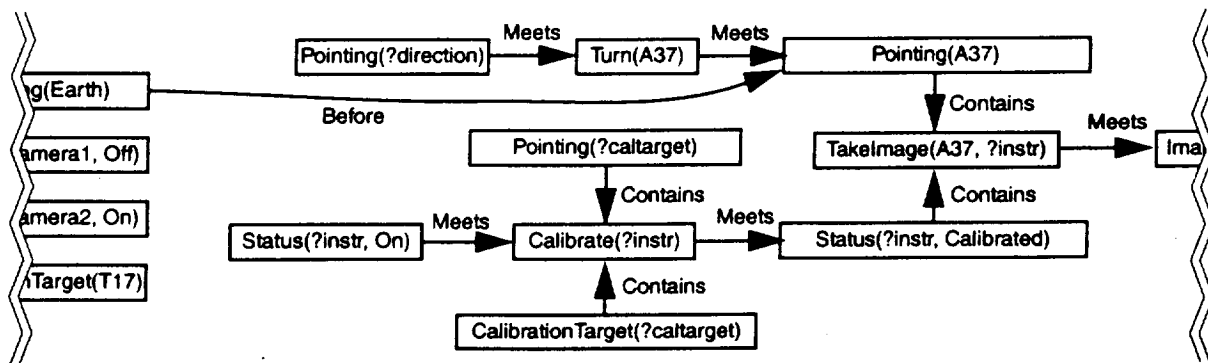 Meets
Meets
Pointing(?direction)
Turn(A37)
Pointing(A37)
(Earth)
Before
Contains
Meets
Pointing(?caltarget)
TakeImage(A37, ?instr)
Ima
amera1, Off)
Contains
Contains
amera2, On)
Meets
Meets
Status(?instr, On)
Calibrate(?instr)
Status(?instr, Calibrated)
Target(T17)
Contains
CalibrationTarget(?caltarget)